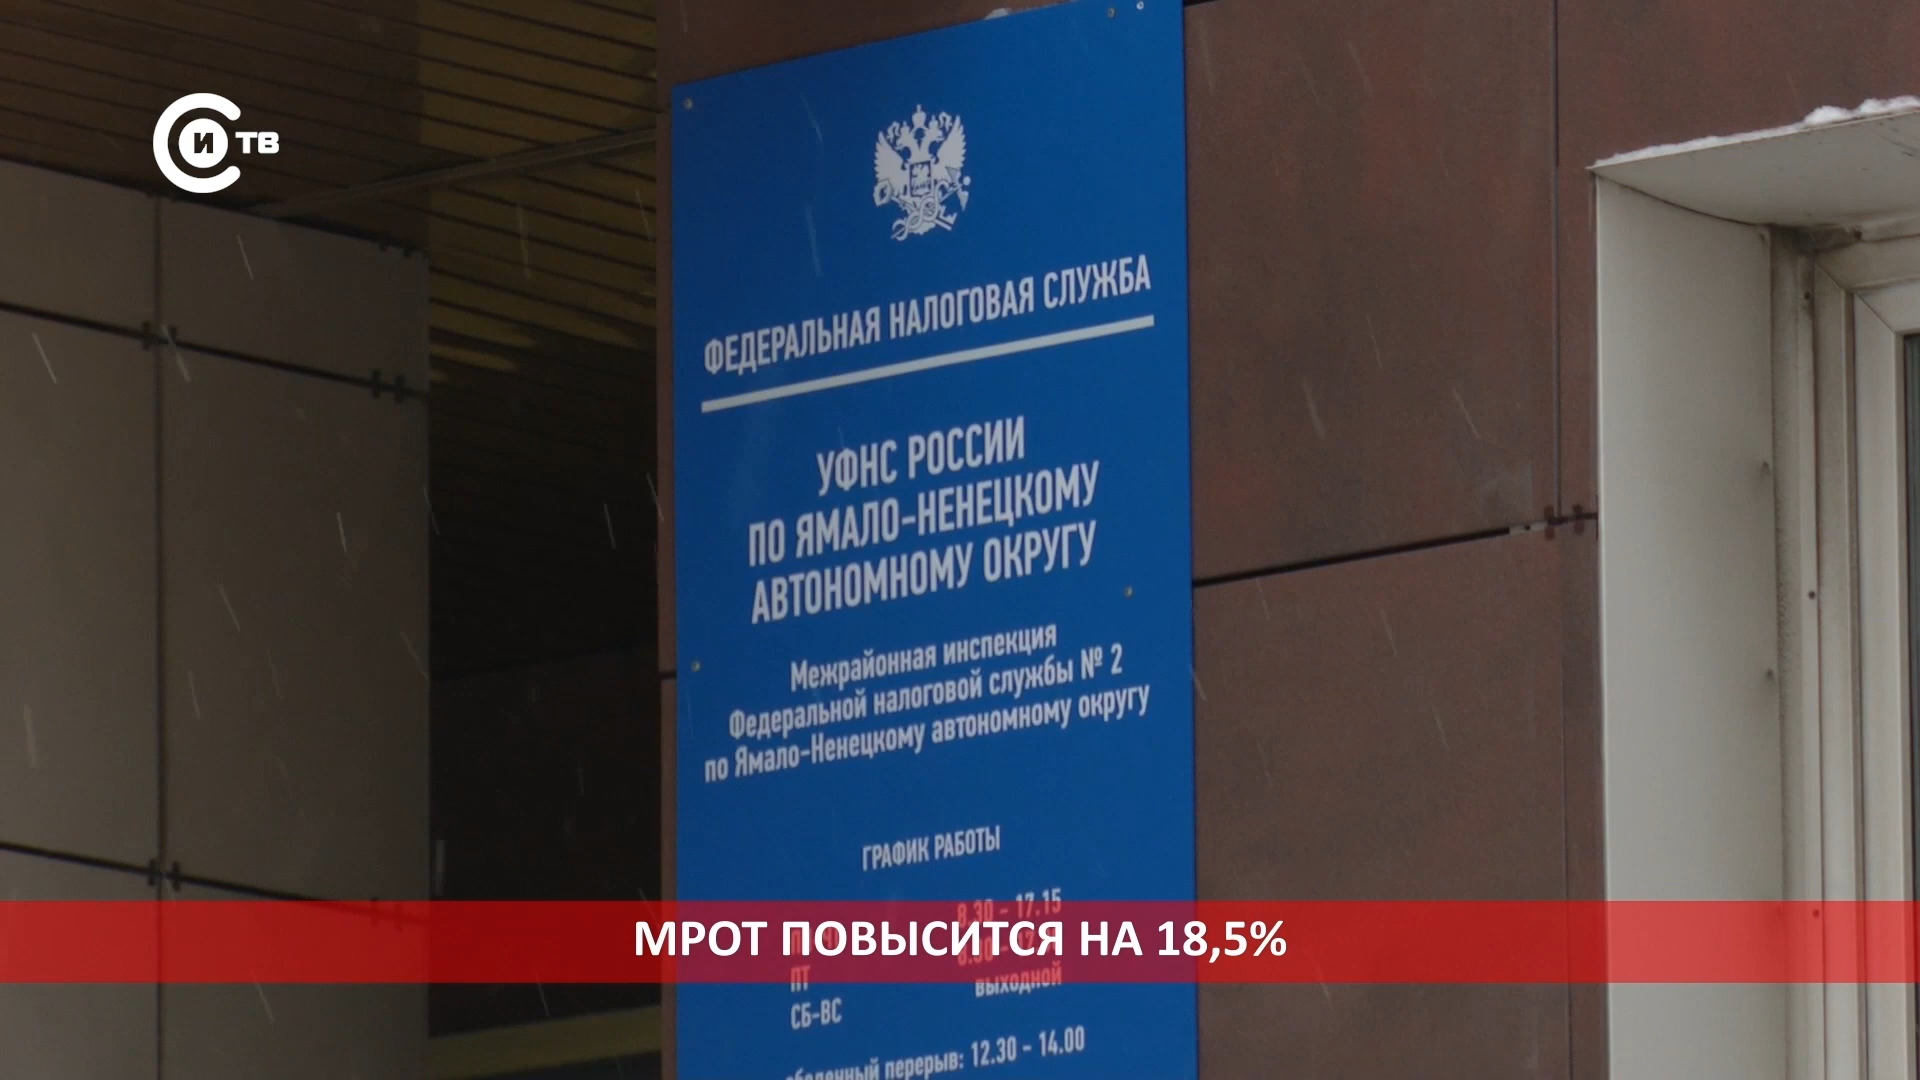 СИТВ
ФЕДЕРАЛЬНАЯ НАЛОГОВАЯ СЛУЖБА
УФНС РОССИИ
ПО ЯМАЛО-НЕНЕЦКОМУ
АВТОНОМНОМУ ОКРУГУ
Межрайонная инспекция
Федеральной налоговой службы № 2
по Ямало-Ненецкому автономному округу
ГРАФИК РАБОТЫ
8.30 - 17.15
МРОТ ПОВЫСИТСЯ НА 18,5%
ПТ
СБ-ВС выходной
перерыв: 12.30 - 14.00